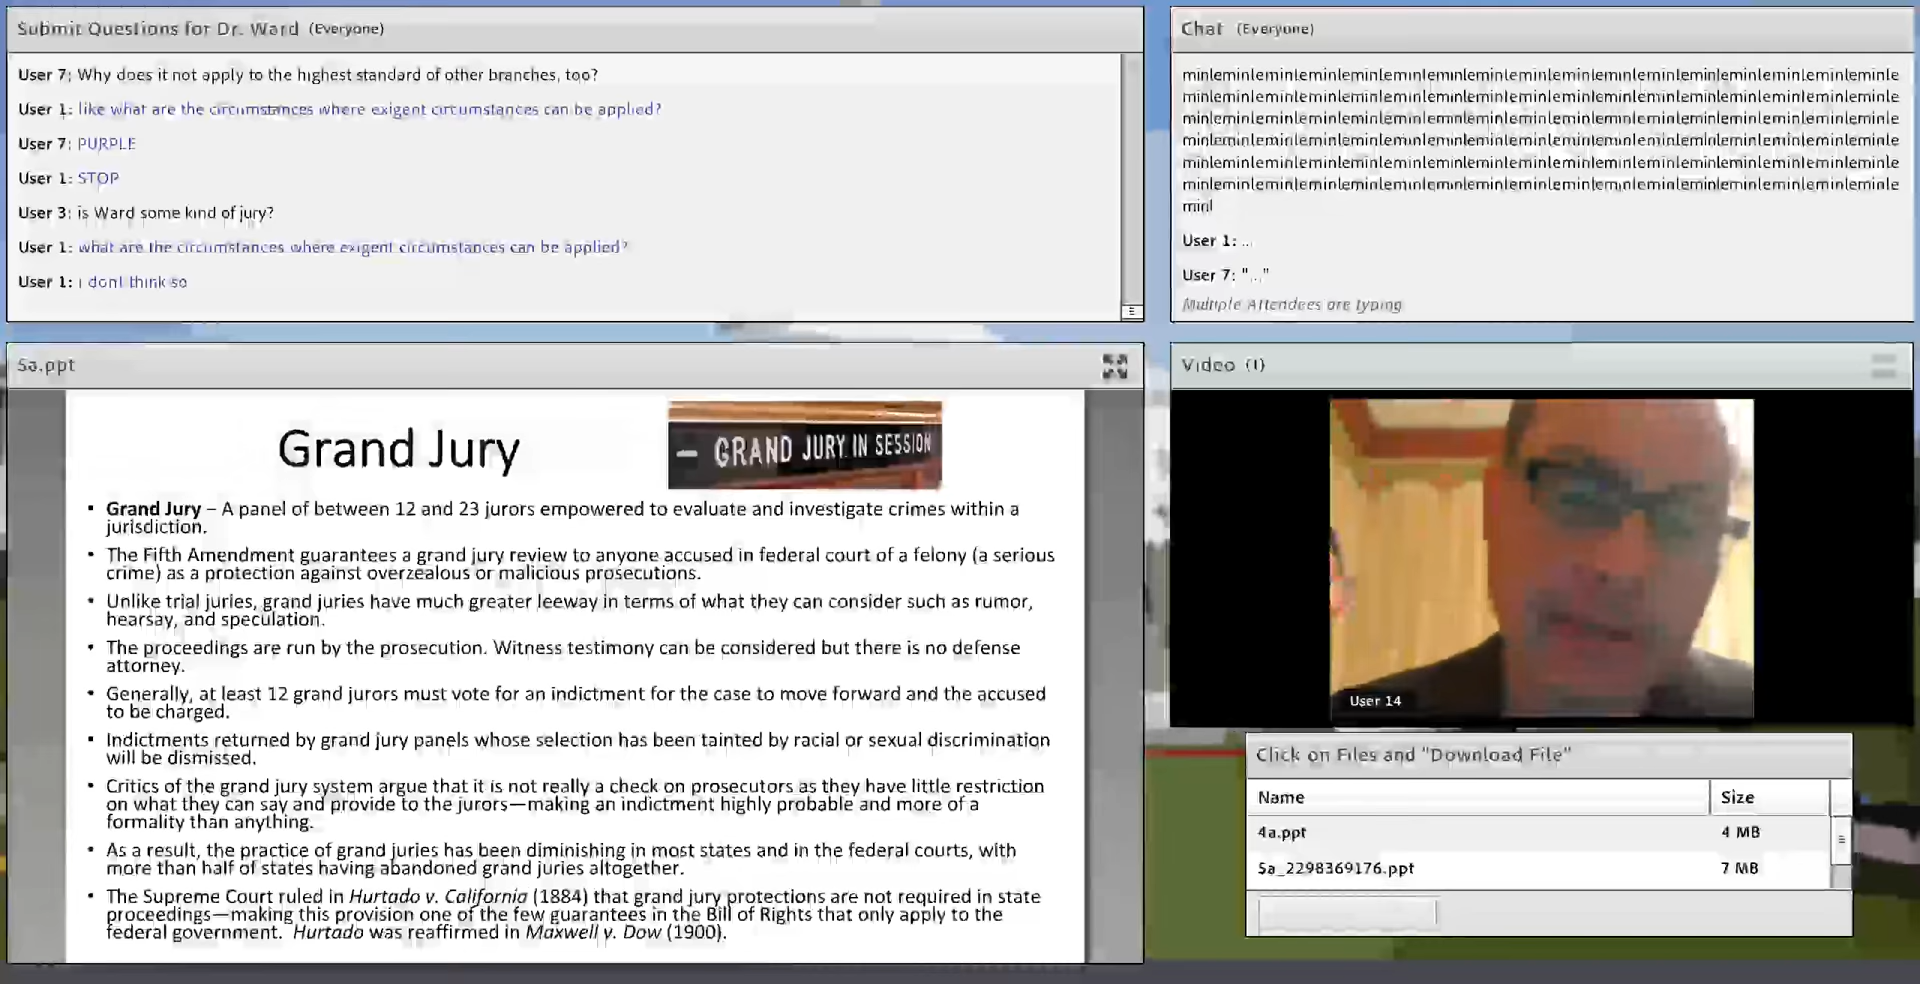 Submit Questions for Dr. Ward (Everyone)
User 7: Why does it not apply to the highest standard of other branches, too?
User 1: like what are the circumstances where exigent circumstances can be applied?
User 7: PURPLE
User 1: STOP
User 3: is Ward some kind of jury?
User 1: what are the circumstances where exigent circumstances can be applied?
User 1: i dont think so
Chat (Everyone)
minleminleminleminleminleminleminleminleminleminleminleminleminleminleminleminleminle
minleminleminleminleminleminleminleminleminleminleminleminleminleminleminleminleminle
minleminleminleminleminleminleminleminleminleminleminleminleminleminleminleminleminle
minleminleminleminleminleminleminleminleminleminleminleminleminleminleminleminleminle
minleminleminleminleminleminleminleminleminleminleminleminleminleminleminleminleminle
minleminleminleminleminleminleminleminleminleminleminleminleminleminleminleminleminle
minl
User 1: ...
User 7: "..."
Multiple Attendees are typing
5a.ppt
Grand Jury
— GRAND JURY IN SESSION
• Grand Jury – A panel of between 12 and 23 jurors empowered to evaluate and investigate crimes within a
jurisdiction.
• The Fifth Amendment guarantees a grand jury review to anyone accused in federal court of a felony (a serious
crime) as a protection against overzealous or malicious prosecutions.
• Unlike trial juries, grand juries have much greater leeway in terms of what they can consider such as rumor,
hearsay, and speculation.
• The proceedings are run by the prosecution. Witness testimony can be considered but there is no defense
attorney.
• Generally, at least 12 grand jurors must vote for an indictment for the case to move forward and the accused
to be charged.
• Indictments returned by grand jury panels whose selection has been tainted by racial or sexual discrimination
will be dismissed.
• Critics of the grand jury system argue that it is not really a check on prosecutors as they have little restriction
on what they can say and provide to the jurors—making an indictment highly probable and more of a
formality than anything.
• As a result, the practice of grand juries has been diminishing in most states and in the federal courts, with
more than half of states having abandoned grand juries altogether.
• The Supreme Court ruled in Hurtado v. California (1884) that grand jury protections are not required in state
proceedings—making this provision one of the few guarantees in the Bill of Rights that only apply to the
federal government. Hurtado was reaffirmed in Maxwell v. Dow (1900).
Video (1)
User 14
Click on Files and "Download File"
Name Size
4a.ppt 4 MB
5a_2298369176.ppt 7 MB